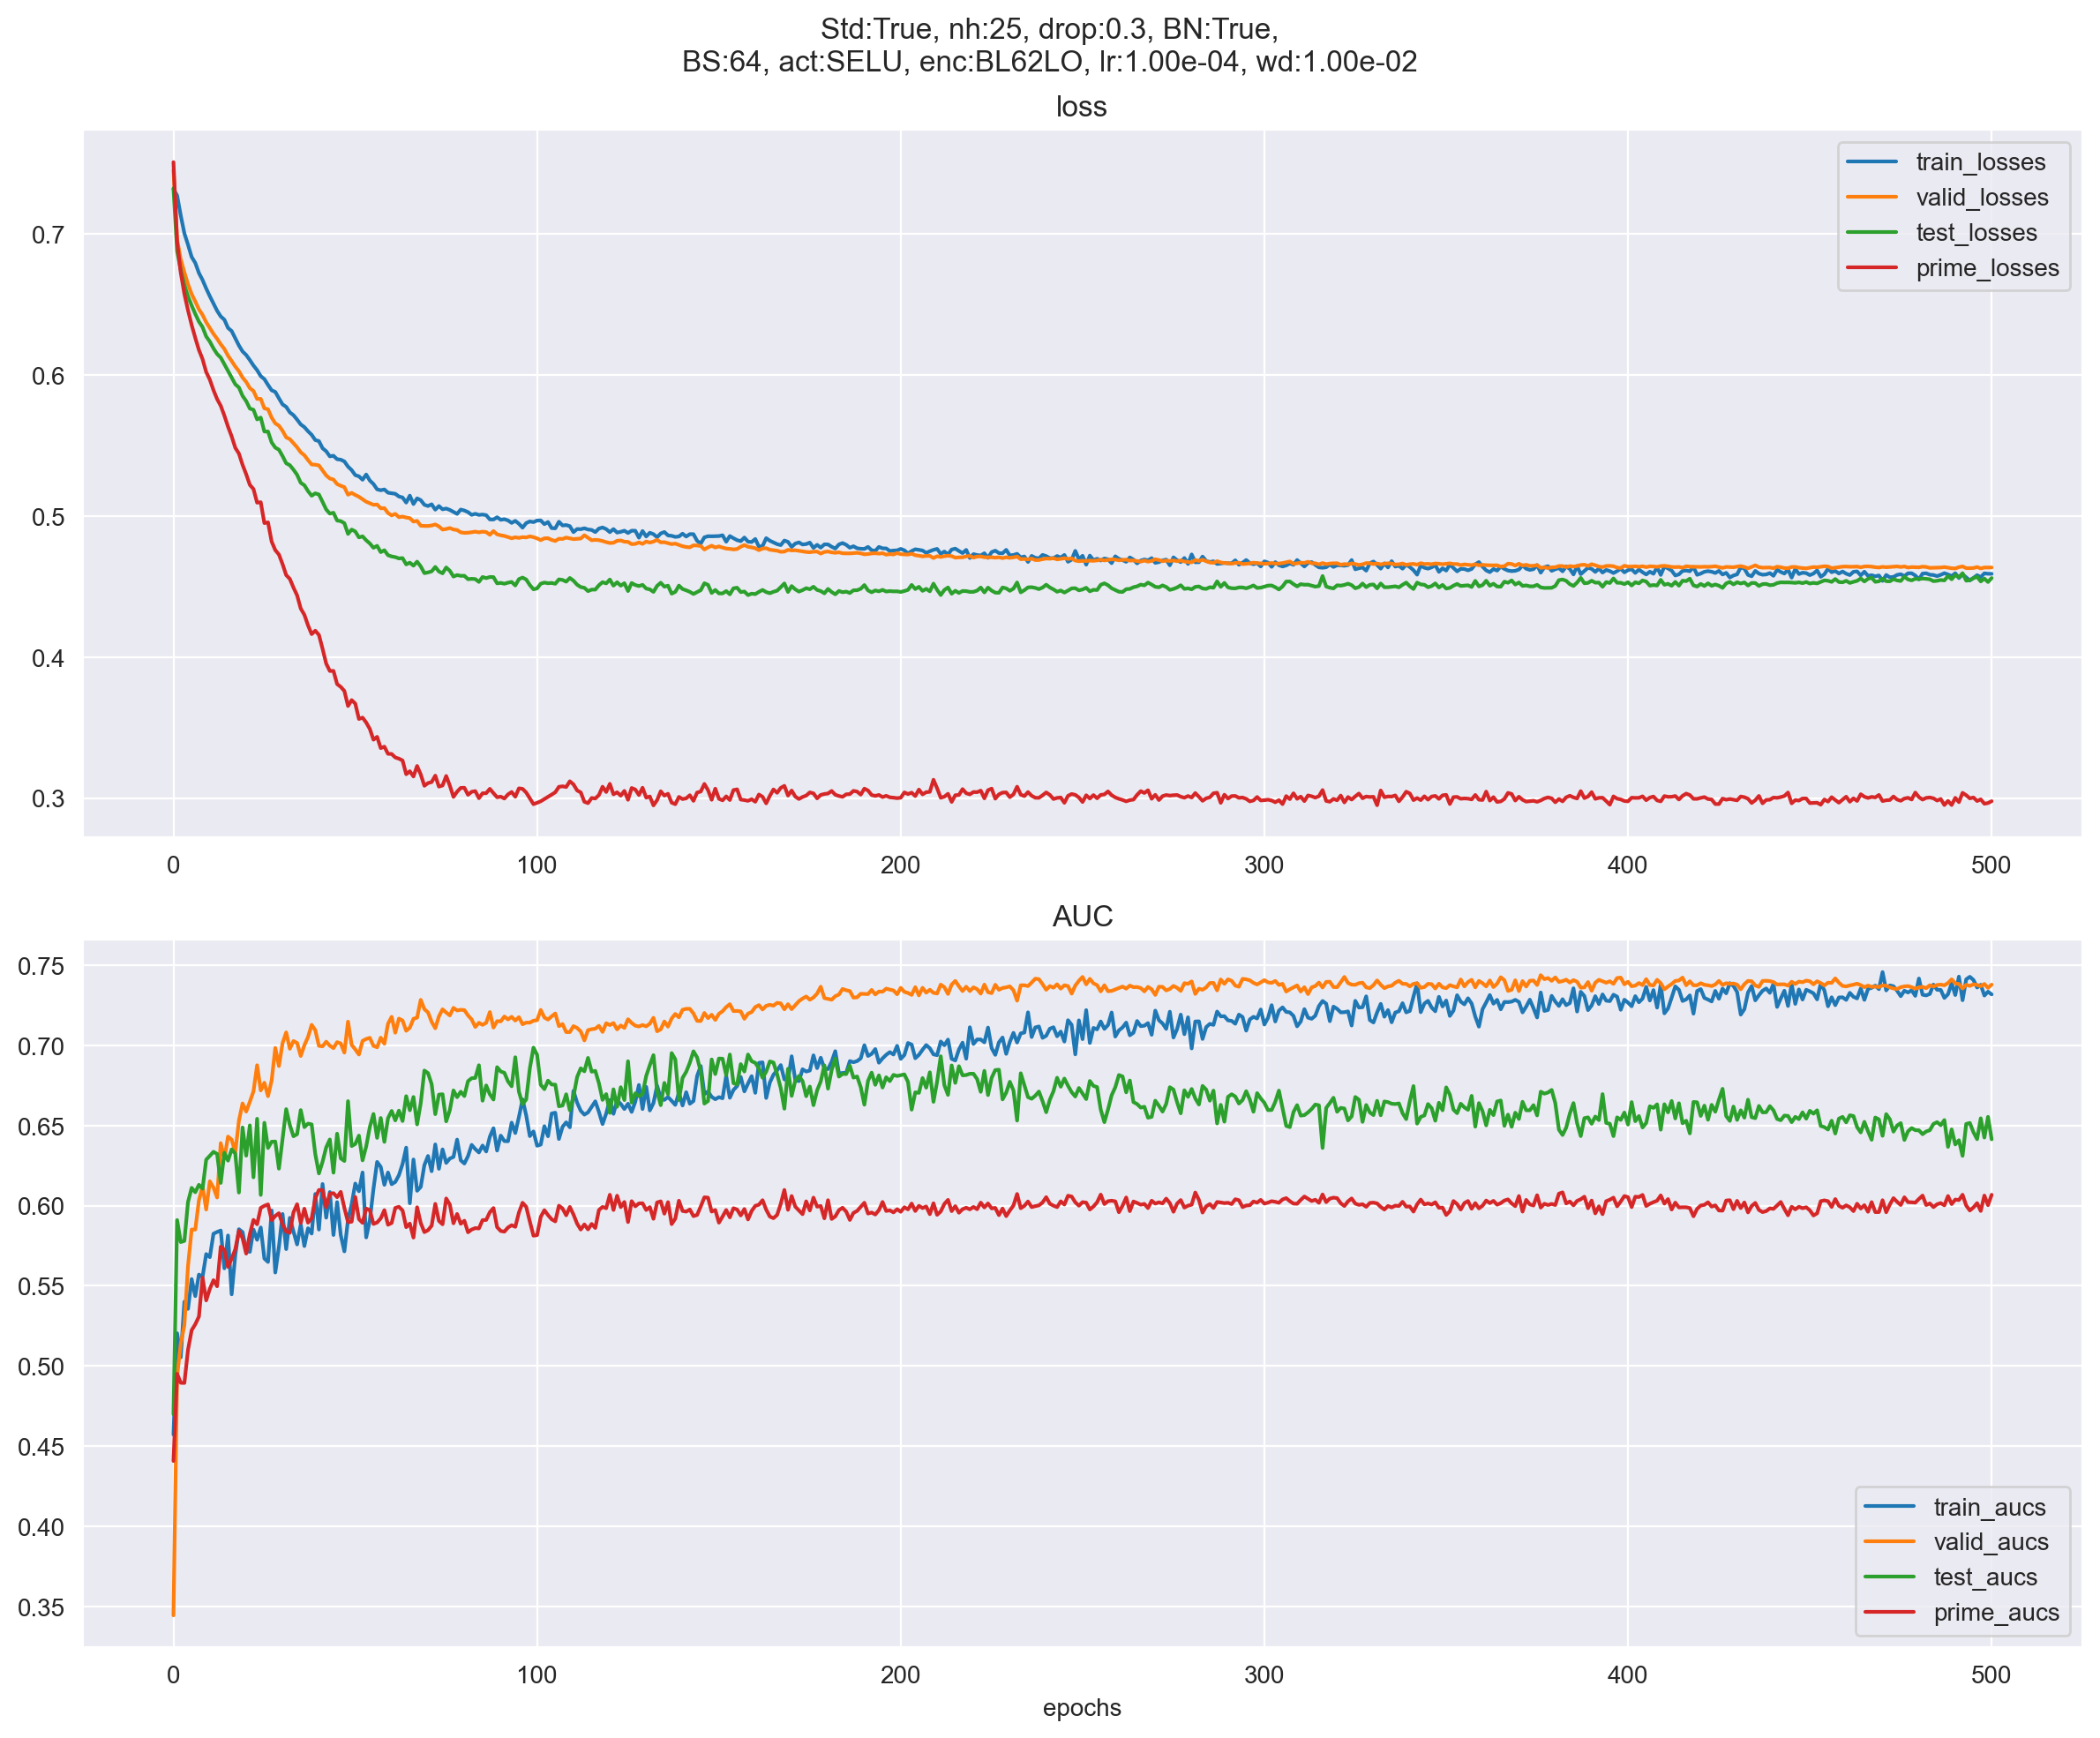 Std:True, nh:25, drop:0.3, BN:True,
BS:64, act:SELU, enc:BL62LO, lr:1.00e-04, wd:1.00e-02
loss
train_losses
valid_losses
test_losses
prime_losses
0.7
0.6
0.5
0.4
0.3
0 100 200 300 400 500
AUC
0.75
0.70
0.65
0.60
0.55
0.50
0.45
0.40
0.35
train_aucs
valid_aucs
test_aucs
prime_aucs
0 100 200 300 400 500
epochs